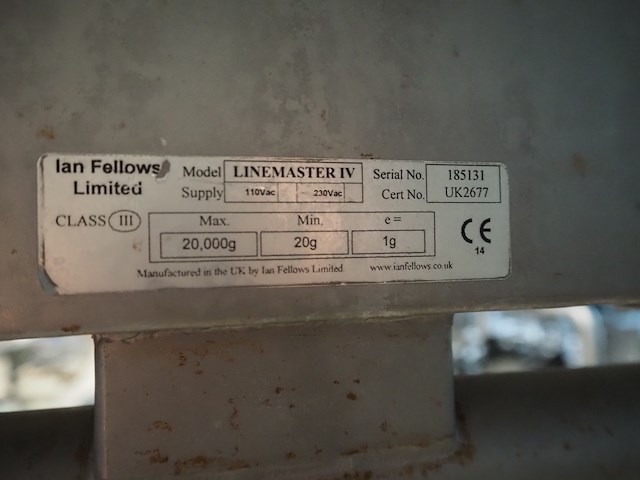 Ian Fellows Limited
Model LINEMASTER IV Serial No. 185131
Supply 110Vac 230Vac Cert No. UK2677
CLASS III Max. Min. e =
20,000g 20g 1g
CE
14
Manufactured in the UK by Ian Fellows Limited www.ianfellows.co.uk